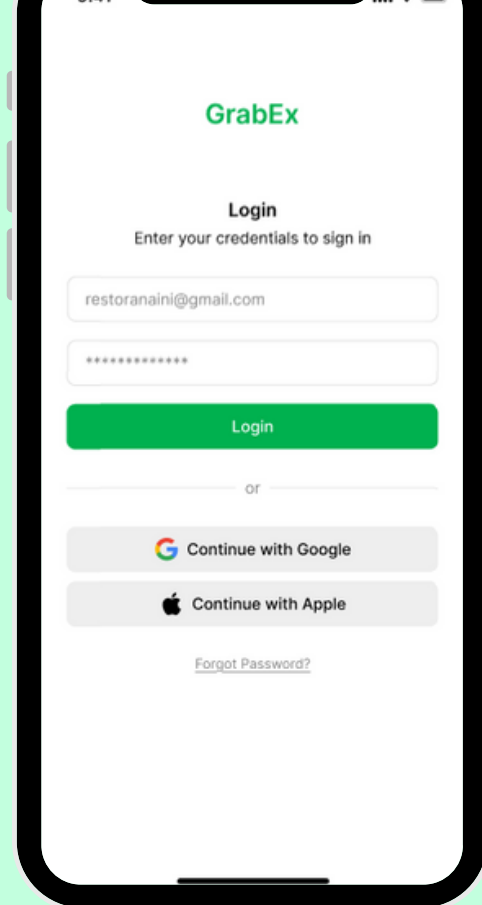 GrabEx
Login
Enter your credentials to sign in
restoranaini@gmail.com
*************
Login
or
Continue with Google
Continue with Apple
Forgot Password?